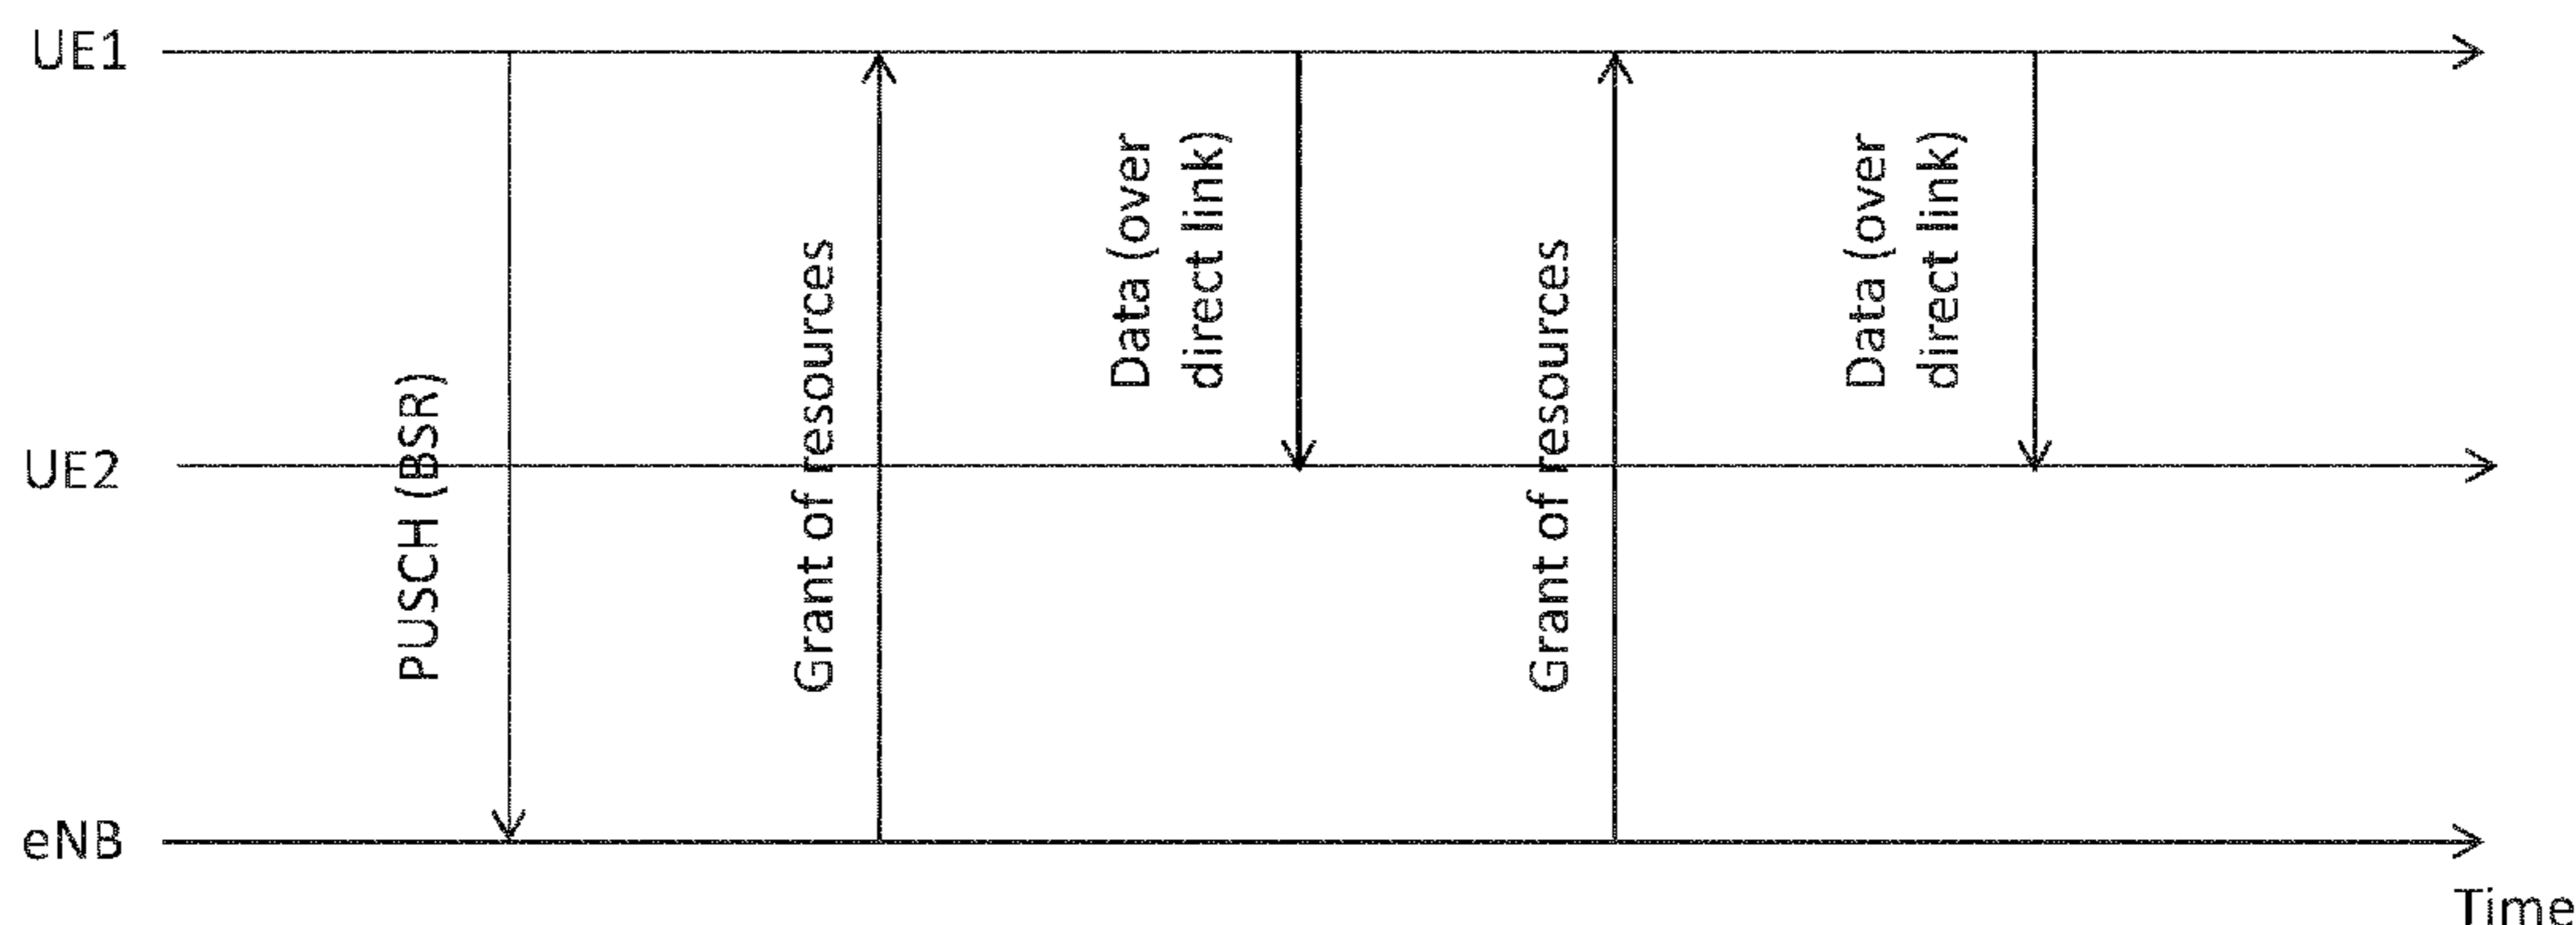 UE1
UE2
eNB
PUSCH (BSR)
Grant of resources
Data (over
direct link)
Grant of resources
Data (over
direct link)
Time